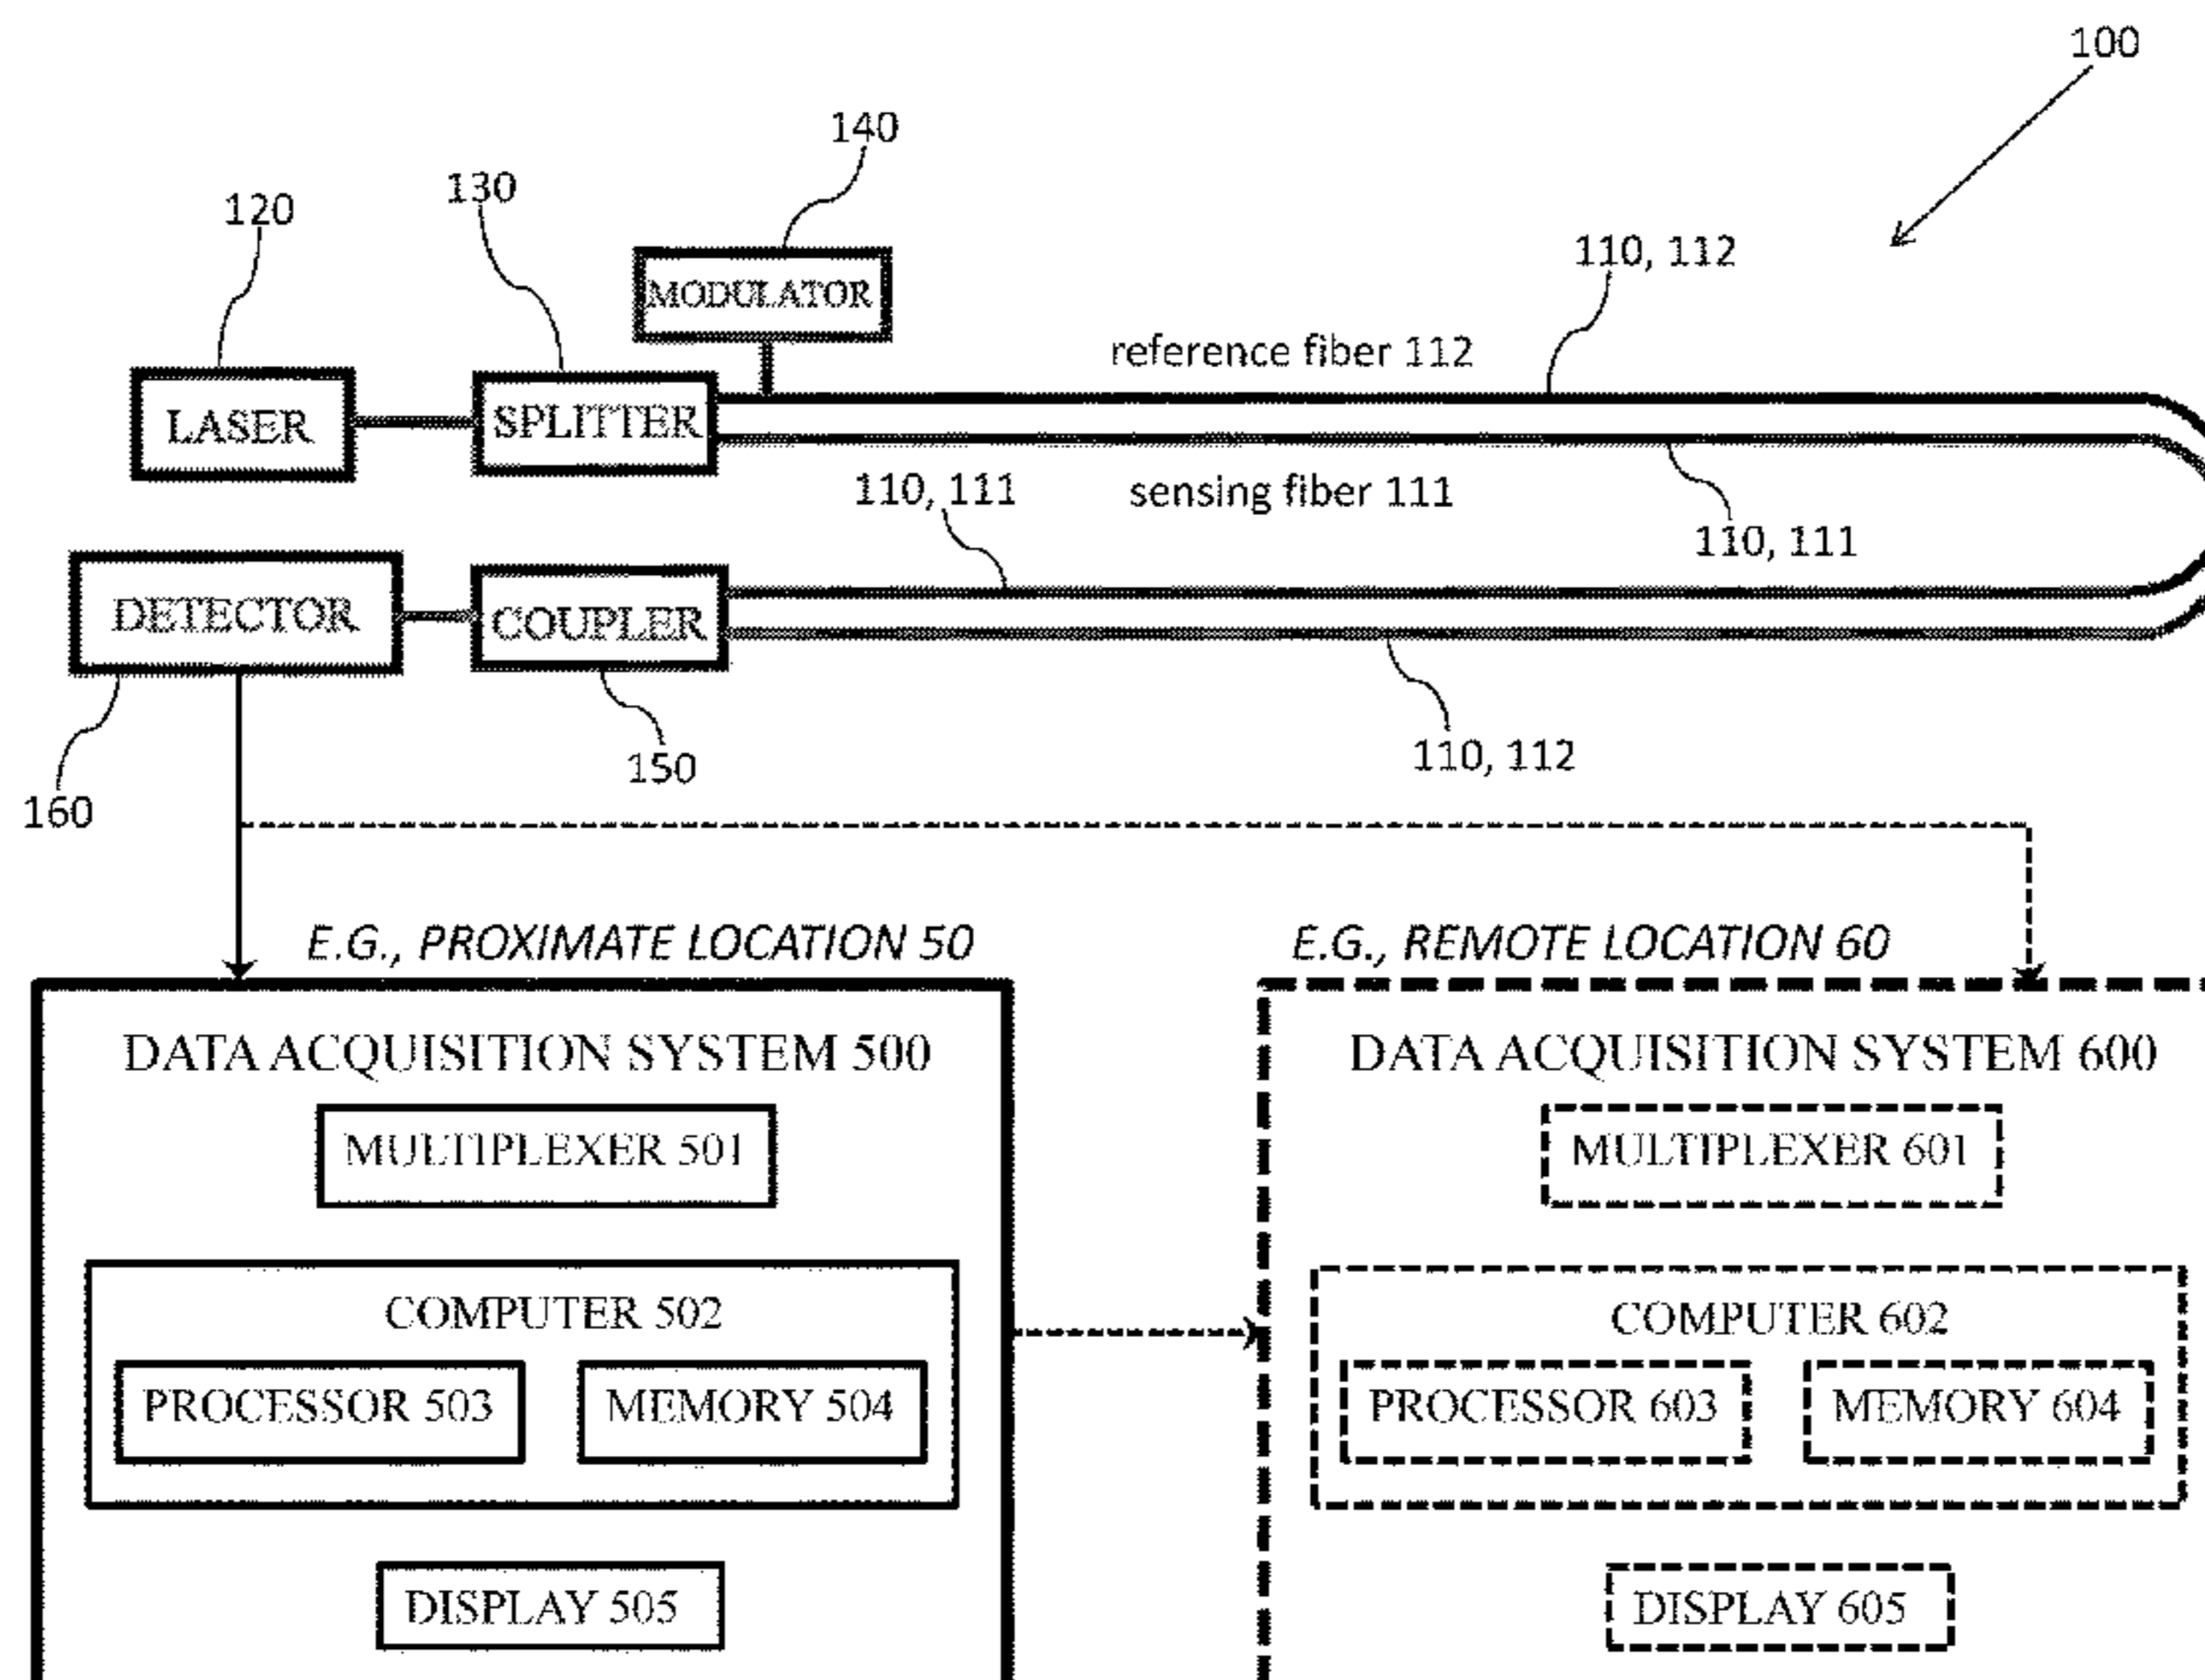 100
140
130
120
110, 112
MODULATOR
reference fiber 112
LASER
SPLITTER
110, 111
sensing fiber 111
110, 111
DETECTOR
COUPLER
150
110, 112
160
E.G., PROXIMATE LOCATION 50
E.G., REMOTE LOCATION 60
DATA ACQUISITION SYSTEM 500
DATA ACQUISITION SYSTEM 600
MULTIPLEXER 501
MULTIPLEXER 601
COMPUTER 502
COMPUTER 602
PROCESSOR 503
MEMORY 504
PROCESSOR 603
MEMORY 604
DISPLAY 505
DISPLAY 605